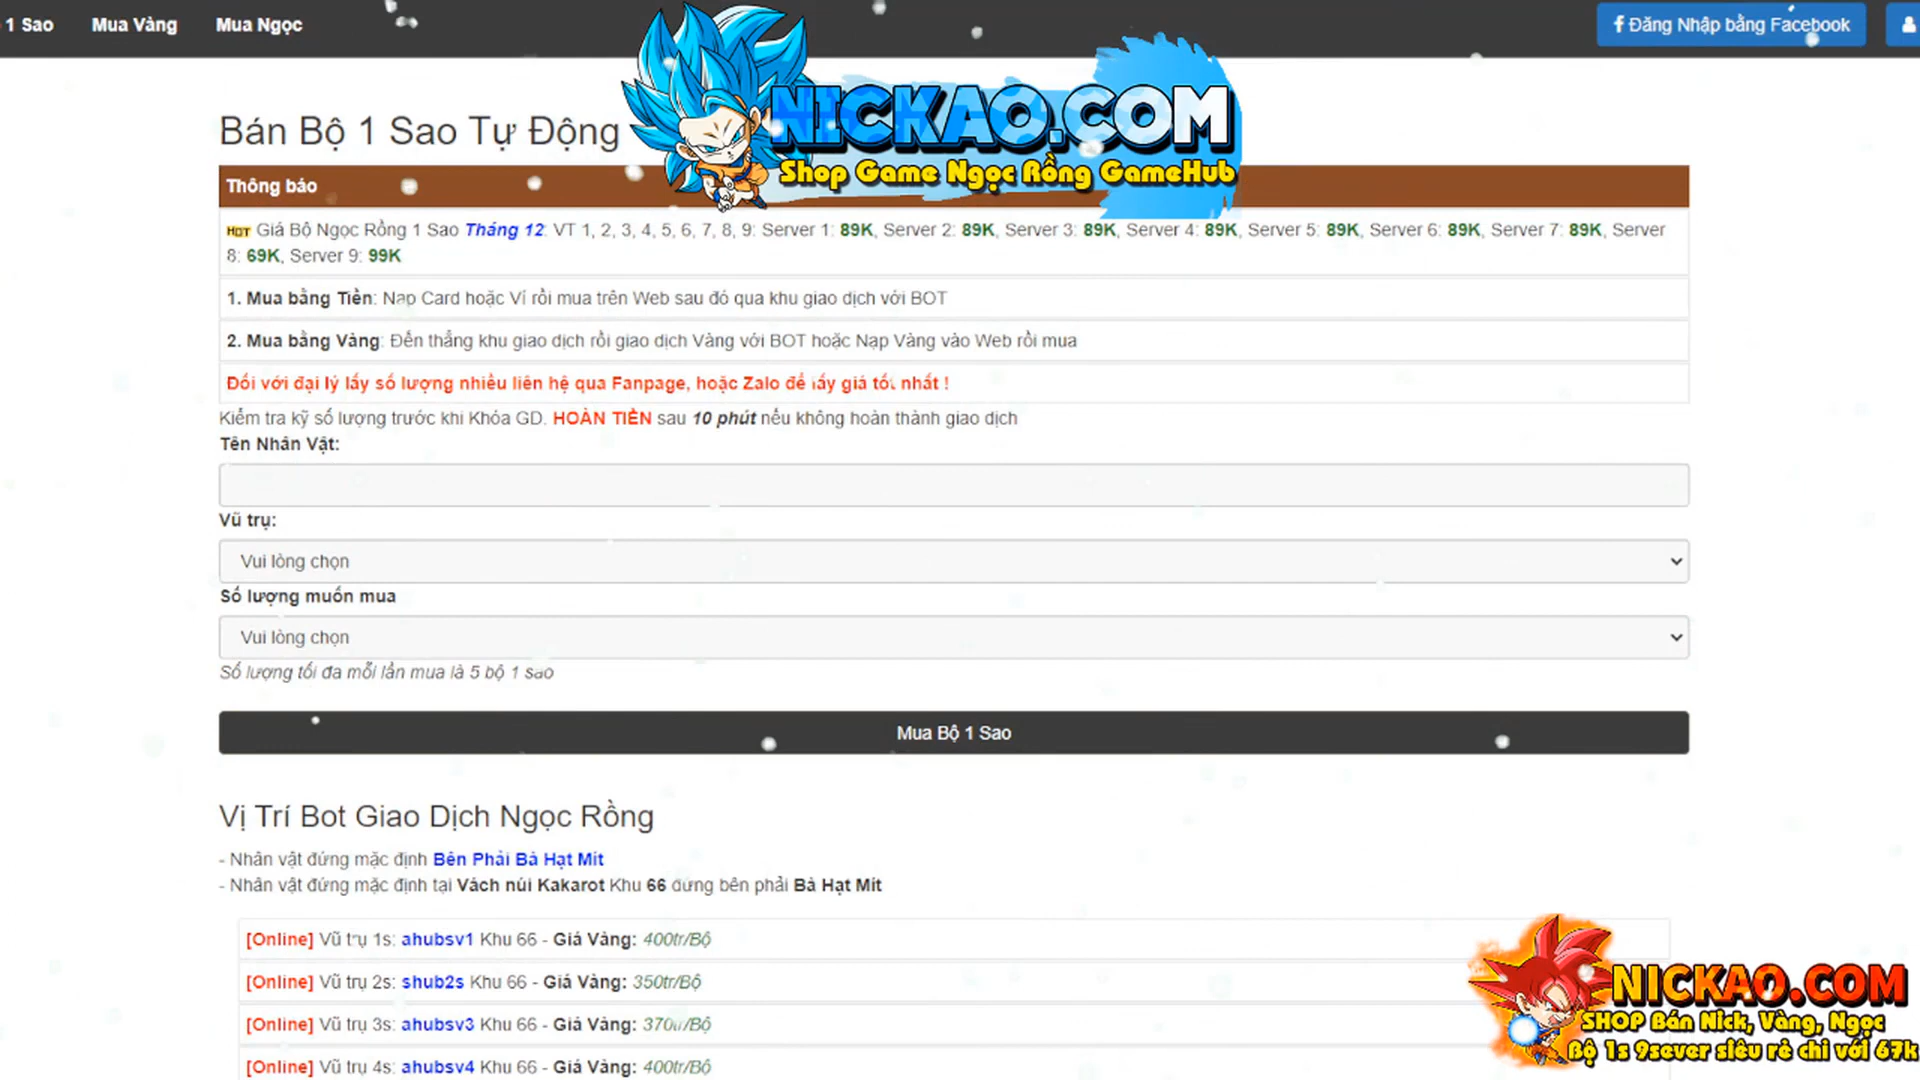 1 Sao Mua Vàng Mua Ngọc
f Đăng Nhập bằng Facebook
NICKAO.COM
Shop Game Ngọc Rồng GameHub
Bán Bộ 1 Sao Tự Động
Thông báo
HOT Giá Bộ Ngọc Rồng 1 Sao Tháng 12: VT 1, 2, 3, 4, 5, 6, 7, 8, 9: Server 1: 89K, Server 2: 89K, Server 3: 89K, Server 4: 89K, Server 5: 89K, Server 6: 89K, Server 7: 89K, Server
8: 69K, Server 9: 99K
1. Mua bằng Tiền: Nạp Card hoặc Ví rồi mua trên Web sau đó qua khu giao dịch với BOT
2. Mua bằng Vàng: Đến thẳng khu giao dịch rồi giao dịch Vàng với BOT hoặc Nạp Vàng vào Web rồi mua
Đối với đại lý lấy số lượng nhiều liên hệ qua Fanpage, hoặc Zalo để lấy giá tốt nhất !
Kiểm tra kỹ số lượng trước khi Khóa GD. HOÀN TIỀN sau 10 phút nếu không hoàn thành giao dịch
Tên Nhân Vật:
Vũ trụ:
Vui lòng chọn
Số lượng muốn mua
Vui lòng chọn
Số lượng tối đa mỗi lần mua là 5 bộ 1 sao
Mua Bộ 1 Sao
Vị Trí Bot Giao Dịch Ngọc Rồng
- Nhân vật đứng mặc định Bên Phải Bà Hạt Mít
- Nhân vật đứng mặc định tại Vách núi Kakarot Khu 66 đứng bên phải Bà Hạt Mít
[Online] Vũ trụ 1s: ahubsv1 Khu 66 - Giá Vàng: 400tr/Bộ
[Online] Vũ trụ 2s: shub2s Khu 66 - Giá Vàng: 350tr/Bộ
[Online] Vũ trụ 3s: ahubsv3 Khu 66 - Giá Vàng: 370tr/Bộ
[Online] Vũ trụ 4s: ahubsv4 Khu 66 - Giá Vàng: 400tr/Bộ
NICKAO.COM
SHOP Bán Nick, Vàng, Ngọc
Bộ 1s 9sever siêu rẻ chỉ với 67k